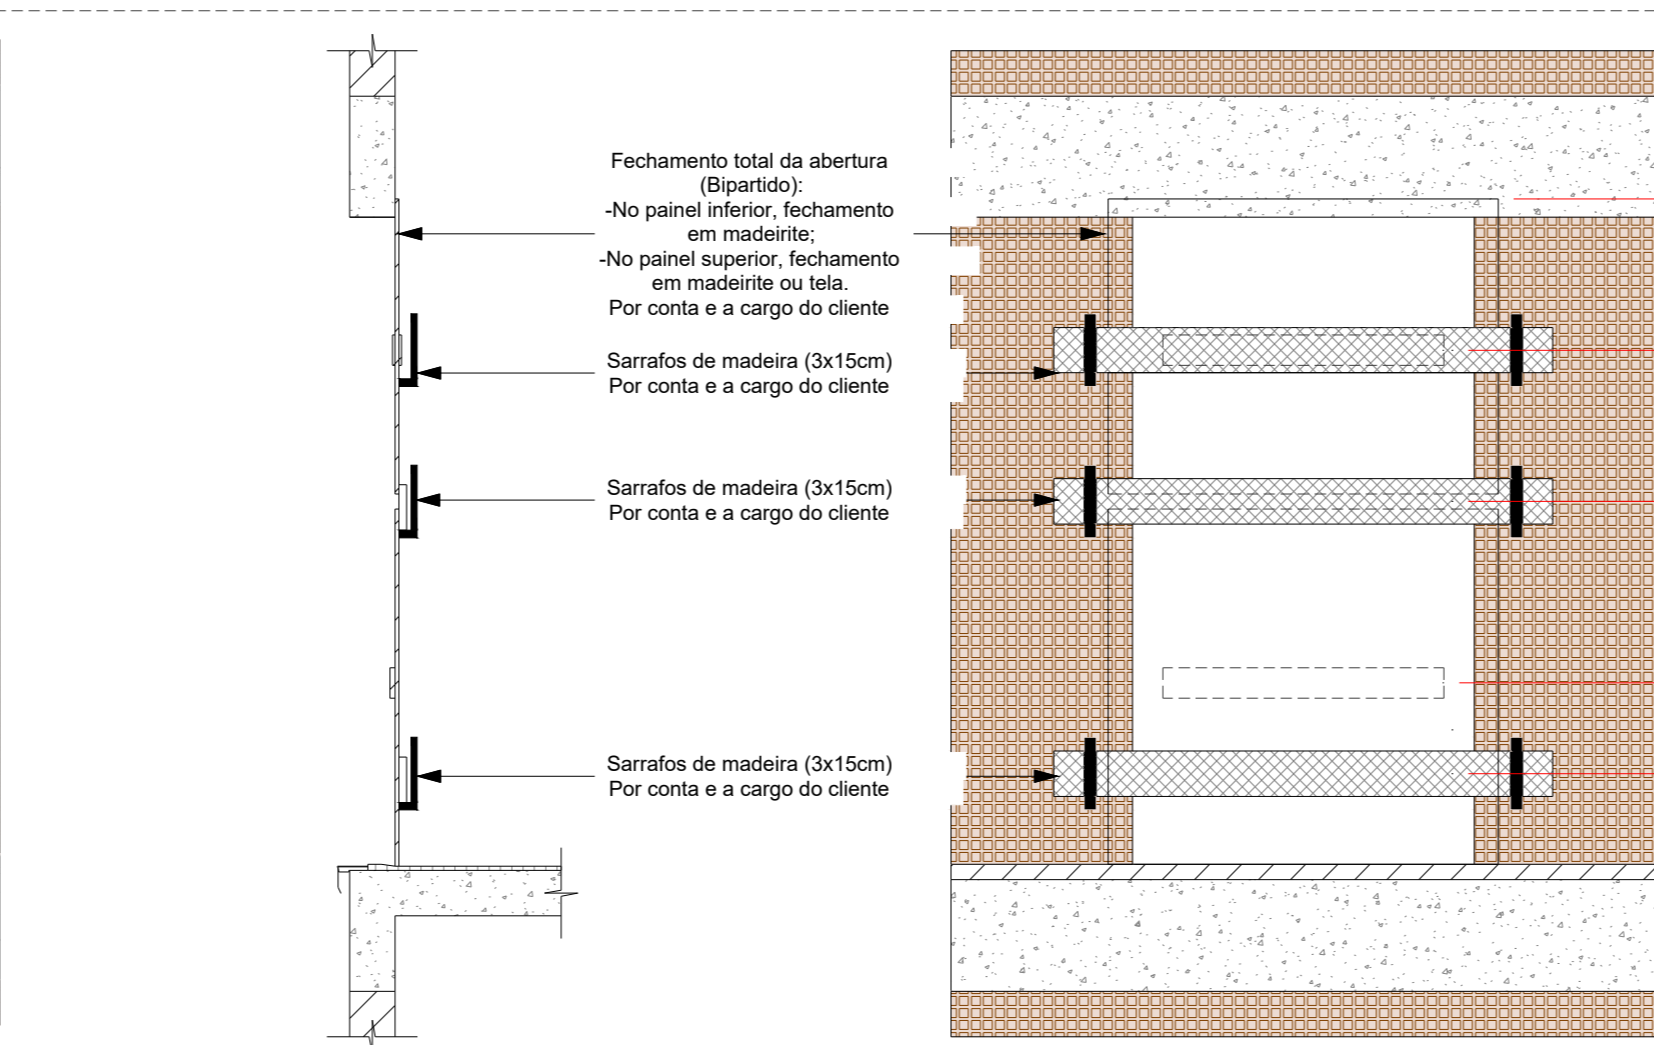 Fechamento total da abertura
(Bipartido):
-No painel inferior, fechamento
em madeirite;
-No painel superior, fechamento
em madeirite ou tela.
Por conta e a cargo do cliente
Sarrafos de madeira (3x15cm)
Por conta e a cargo do cliente
Sarrafos de madeira (3x15cm)
Por conta e a cargo do cliente
Sarrafos de madeira (3x15cm)
Por conta e a cargo do cliente